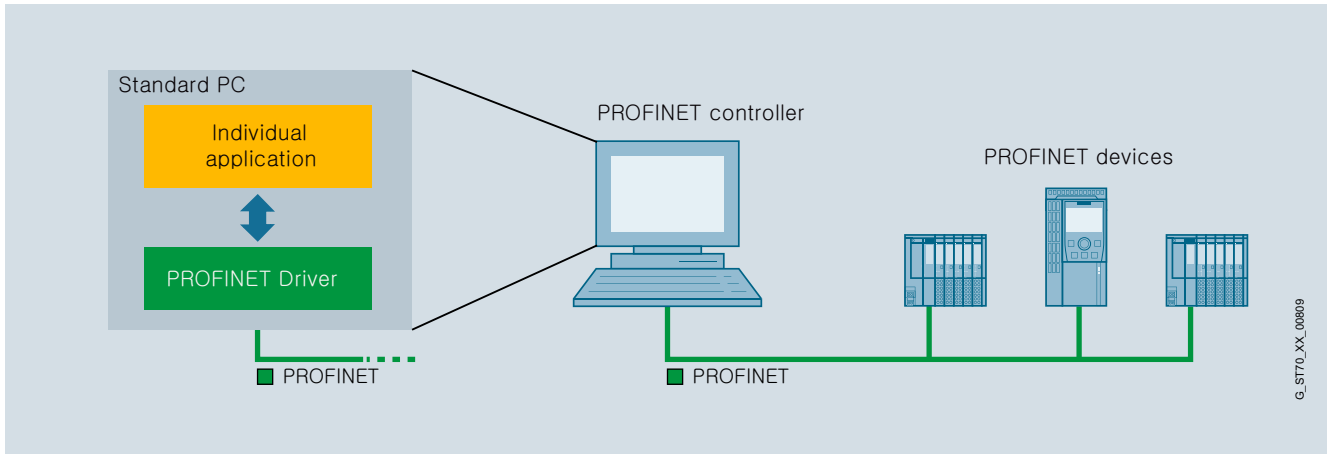 Standard PC
Individual
application
PROFINET Driver
PROFINET
PROFINET controller
PROFINET
PROFINET devices
G_ST70_XX_00809